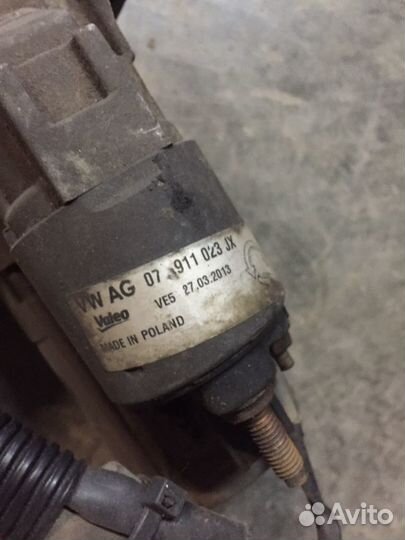 VW AG 07 911 023 JX
Valeo VE5 27.03.2013
MADE IN POLAND
Avito